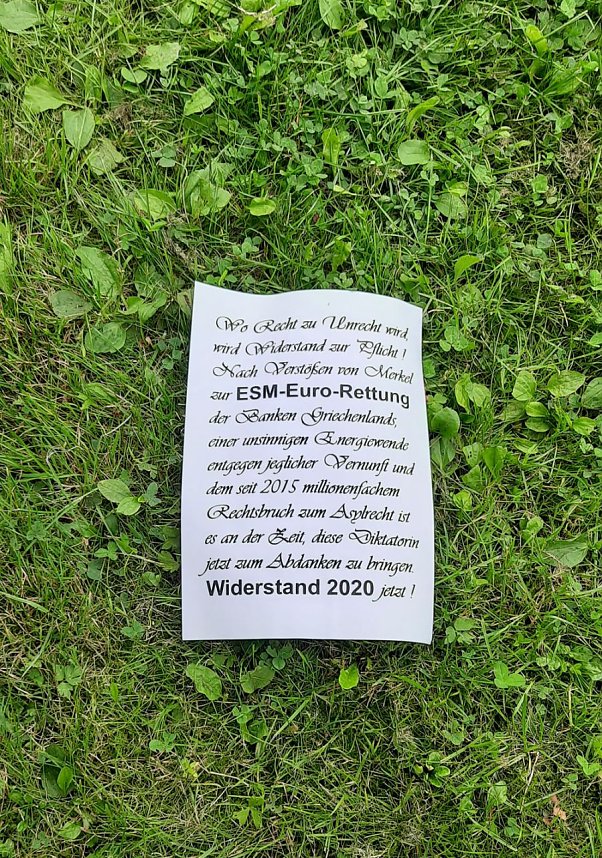 Wo Recht zu Unrecht wird,
wird Widerstand zur Pflicht !
Nach Verstößen von Merkel
zur ESM-Euro-Rettung
der Banken Griechenlands,
einer unsinnigen Energiewende
entgegen jeglicher Vernunft und
dem seit 2015 millionenfachem
Rechtsbruch zum Asylrecht ist
es an der Zeit, diese Diktatorin
jetzt zum Abdanken zu bringen.
Widerstand 2020 jetzt !